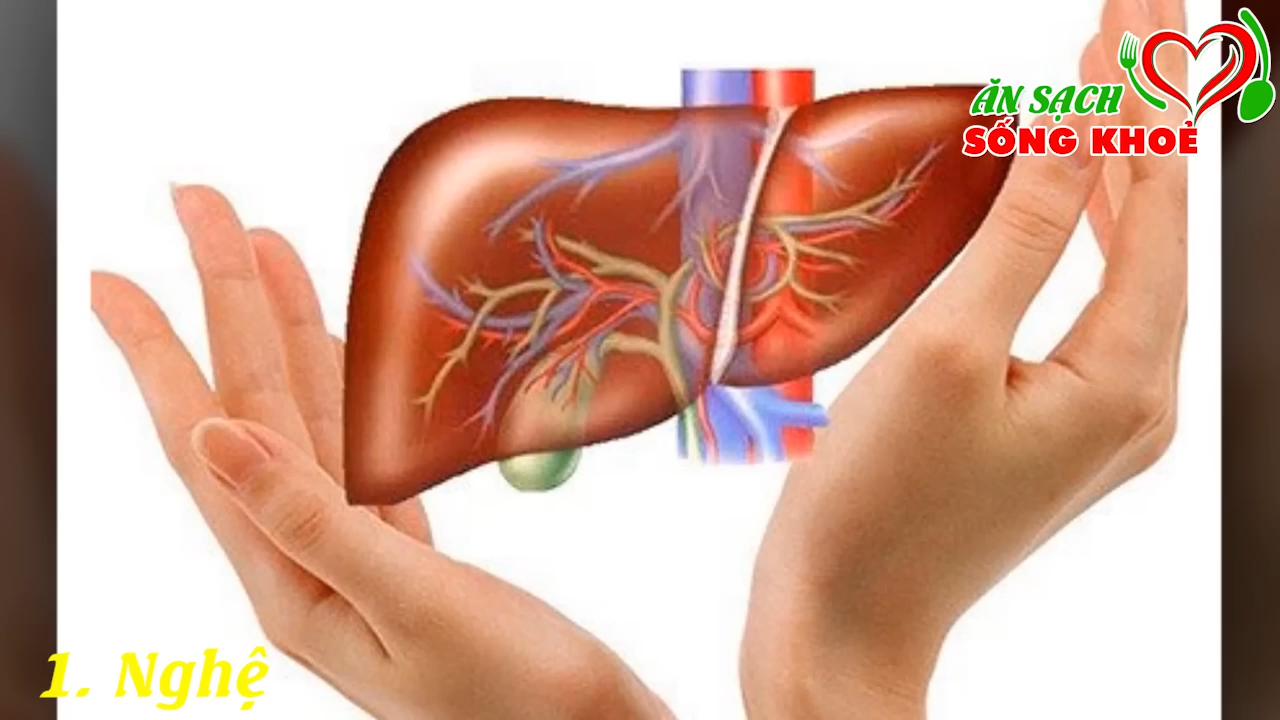 ĂN SẠCH
SỐNG KHOẺ
1. Nghệ